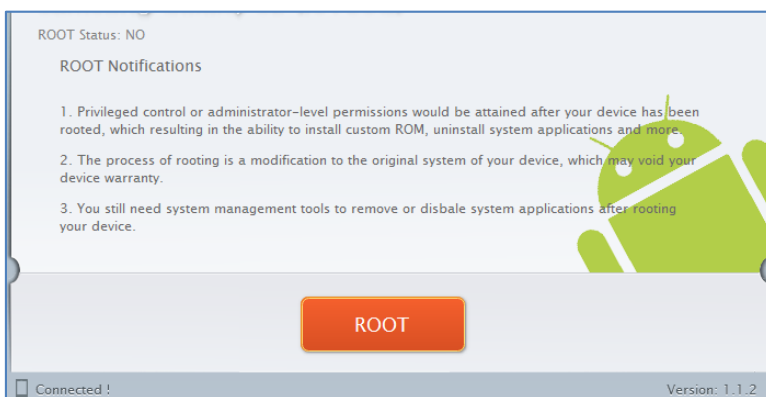 ROOT Status: NO
ROOT Notifications
1. Privileged control or administrator-level permissions would be attained after your device has been
rooted, which resulting in the ability to install custom ROM, uninstall system applications and more.
2. The process of rooting is a modification to the original system of your device, which may void your
device warranty.
3. You still need system management tools to remove or disbale system applications after rooting
your device.
ROOT
Connected !
Version: 1.1.2